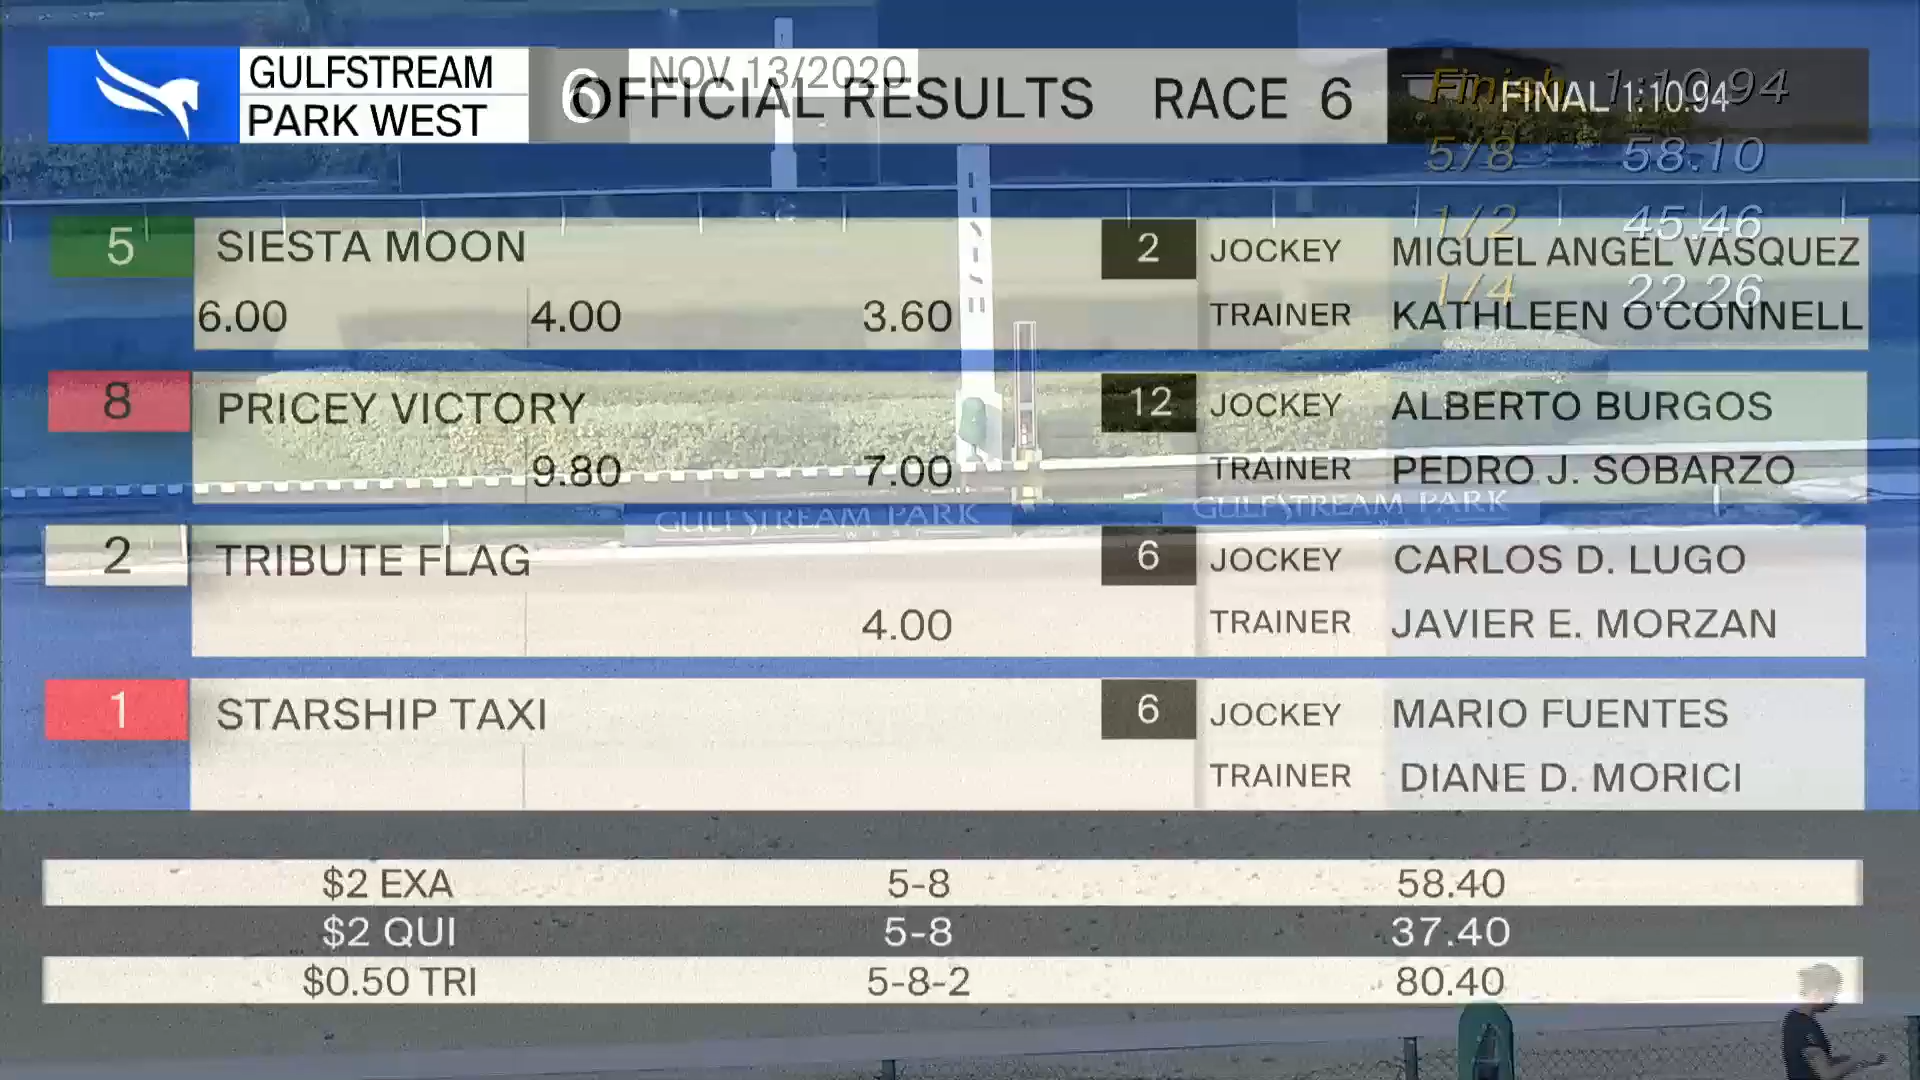 GULFSTREAM
PARK WEST
6
NOV 13/2020
OFFICIAL RESULTS RACE 6
FINAL 1:10.94
Finish 1:10.94
5/8 58.10
1/2 45.46
1/4 22.26
5 SIESTA MOON 2 JOCKEY MIGUEL ANGEL VASQUEZ
6.00 4.00 3.60 TRAINER KATHLEEN O'CONNELL
8 PRICEY VICTORY 12 JOCKEY ALBERTO BURGOS
9.80 7.00 TRAINER PEDRO J. SOBARZO
GULFSTREAM PARK
WEST
GULFSTREAM PARK
2 TRIBUTE FLAG 6 JOCKEY CARLOS D. LUGO
4.00 TRAINER JAVIER E. MORZAN
1 STARSHIP TAXI 6 JOCKEY MARIO FUENTES
TRAINER DIANE D. MORICI
$2 EXA 5-8 58.40
$2 QUI 5-8 37.40
$0.50 TRI 5-8-2 80.40